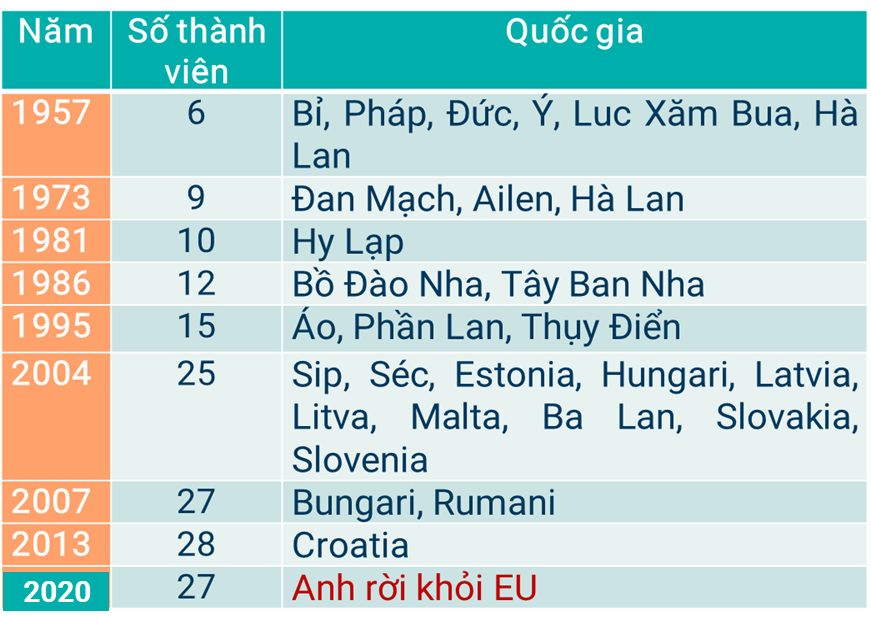 Năm Số thành viên Quốc gia
1957 6 Bỉ, Pháp, Đức, Ý, Luc Xăm Bua, Hà
Lan
1973 9 Đan Mạch, Ailen, Hà Lan
1981 10 Hy Lạp
1986 12 Bồ Đào Nha, Tây Ban Nha
1995 15 Áo, Phần Lan, Thụy Điển
2004 25 Sip, Séc, Estonia, Hungari, Latvia,
Litva, Malta, Ba Lan, Slovakia,
Slovenia
2007 27 Bungari, Rumani
2013 28 Croatia
2020 27 Anh rời khỏi EU